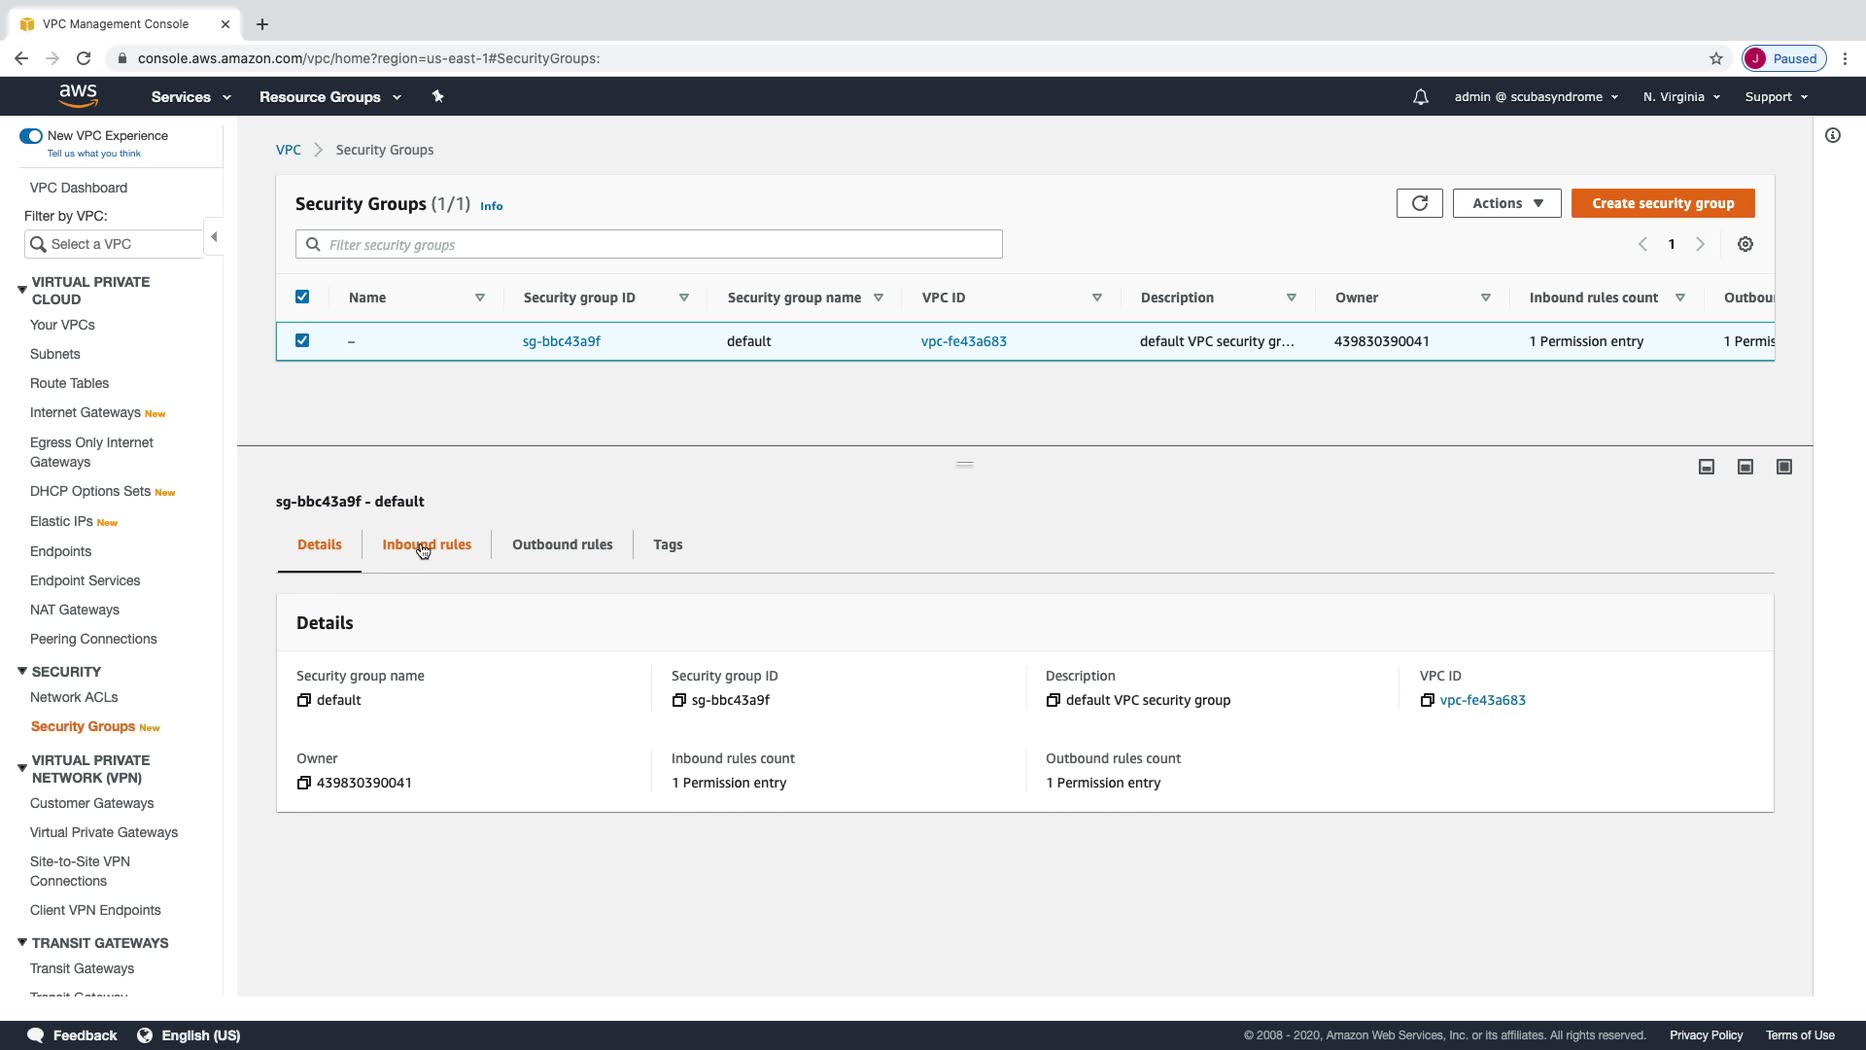 VPC Management Console
console.aws.amazon.com/vpc/home?region=us-east-1#SecurityGroups:
J Paused
aws Services Resource Groups admin @ scubasyndrome N. Virginia Support
New VPC Experience
Tell us what you think
VPC Dashboard
Filter by VPC:
Select a VPC
VIRTUAL PRIVATE
CLOUD
Your VPCs
Subnets
Route Tables
Internet Gateways New
Egress Only Internet
Gateways
DHCP Options Sets New
Elastic IPs New
Endpoints
Endpoint Services
NAT Gateways
Peering Connections
SECURITY
Network ACLs
Security Groups New
VIRTUAL PRIVATE
NETWORK (VPN)
Customer Gateways
Virtual Private Gateways
Site-to-Site VPN
Connections
Client VPN Endpoints
TRANSIT GATEWAYS
Transit Gateways
Transit Gateway
VPC > Security Groups
Security Groups (1/1) Info
Actions Create security group
Filter security groups
1
Name Security group ID Security group name VPC ID Description Owner Inbound rules count Outbou
– sg-bbc43a9f default vpc-fe43a683 default VPC security gr... 439830390041 1 Permission entry 1 Permis
sg-bbc43a9f - default
Details Inbound rules Outbound rules Tags
Details
Security group name Security group ID Description VPC ID
default sg-bbc43a9f default VPC security group vpc-fe43a683
Owner Inbound rules count Outbound rules count
439830390041 1 Permission entry 1 Permission entry
Feedback English (US) © 2008 - 2020, Amazon Web Services, Inc. or its affiliates. All rights reserved. Privacy Policy Terms of Use